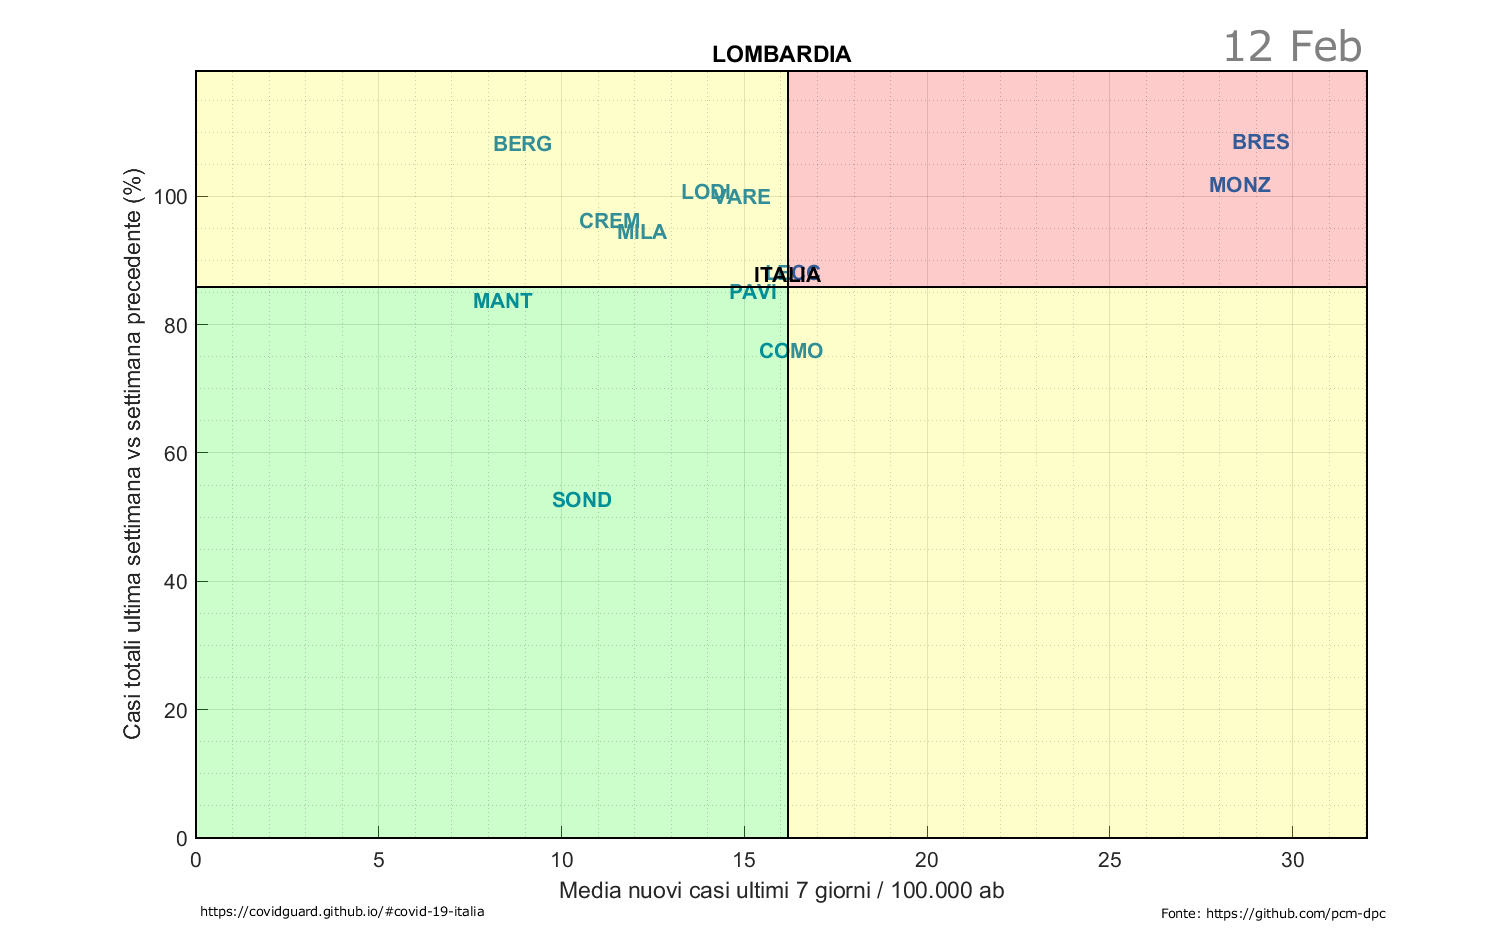 12 Feb
LOMBARDIA
BERG
BRES
MONZ
LODI
VARE
CREM
MILA
LECC
ITALIA
PAVI
MANT
COMO
SOND
Casi totali ultima settimana vs settimana precedente (%)
100
80
60
40
20
0
0 5 10 15 20 25 30
Media nuovi casi ultimi 7 giorni / 100.000 ab
https://covidguard.github.io/#covid-19-italia
Fonte: https://github.com/pcm-dpc